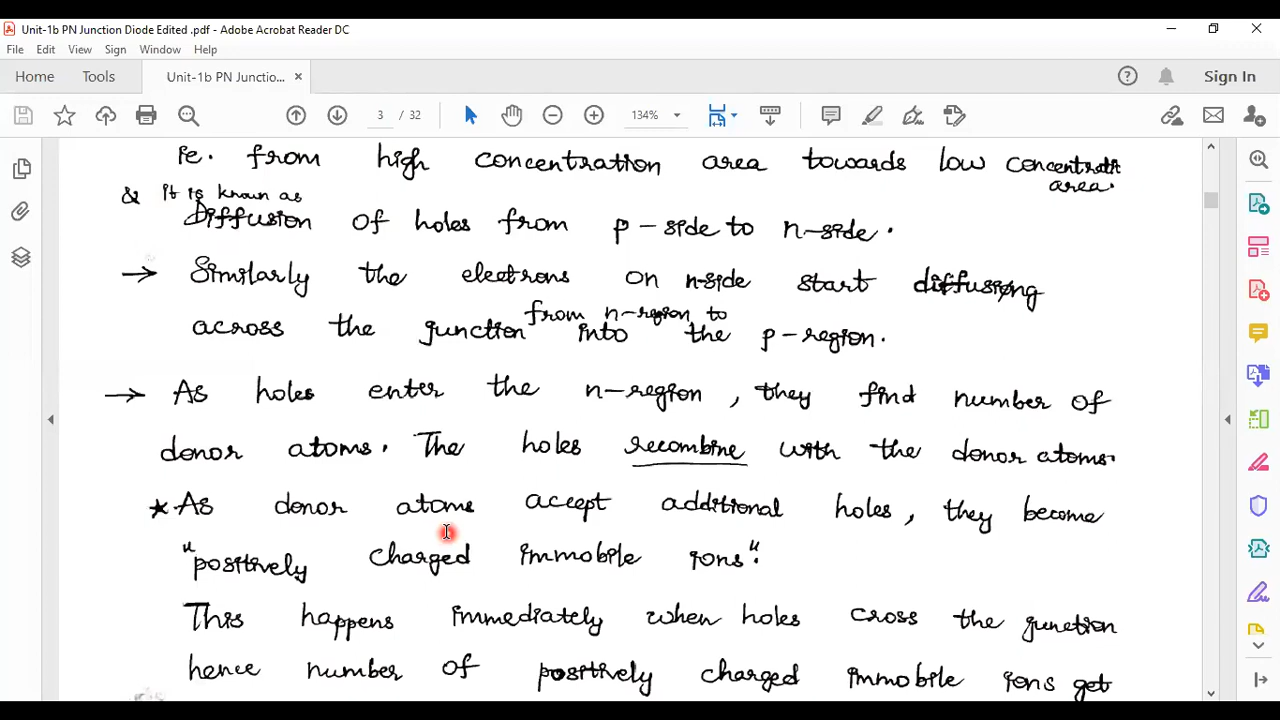 Unit-1b PN Junction Diode Edited .pdf - Adobe Acrobat Reader DC
File Edit View Sign Window Help
Home Tools Unit-1b PN Junctio... × Sign In
3 / 32 134%
ie. from high concentration area towards low concentrati
area.
& it is known as
Diffusion of holes from p-side to n-side.
→ Similarly the electrons on n-side start diffusing
from n-region to
across the junction into the p-region.
→ As holes enter the n-region, they find number of
donor atoms. The holes recombine with the donor atoms.
* As donor atoms accept additional holes, they become
"positively charged immobile ions".
This happens immediately when holes cross the junction
hence number of positively charged immobile ions get